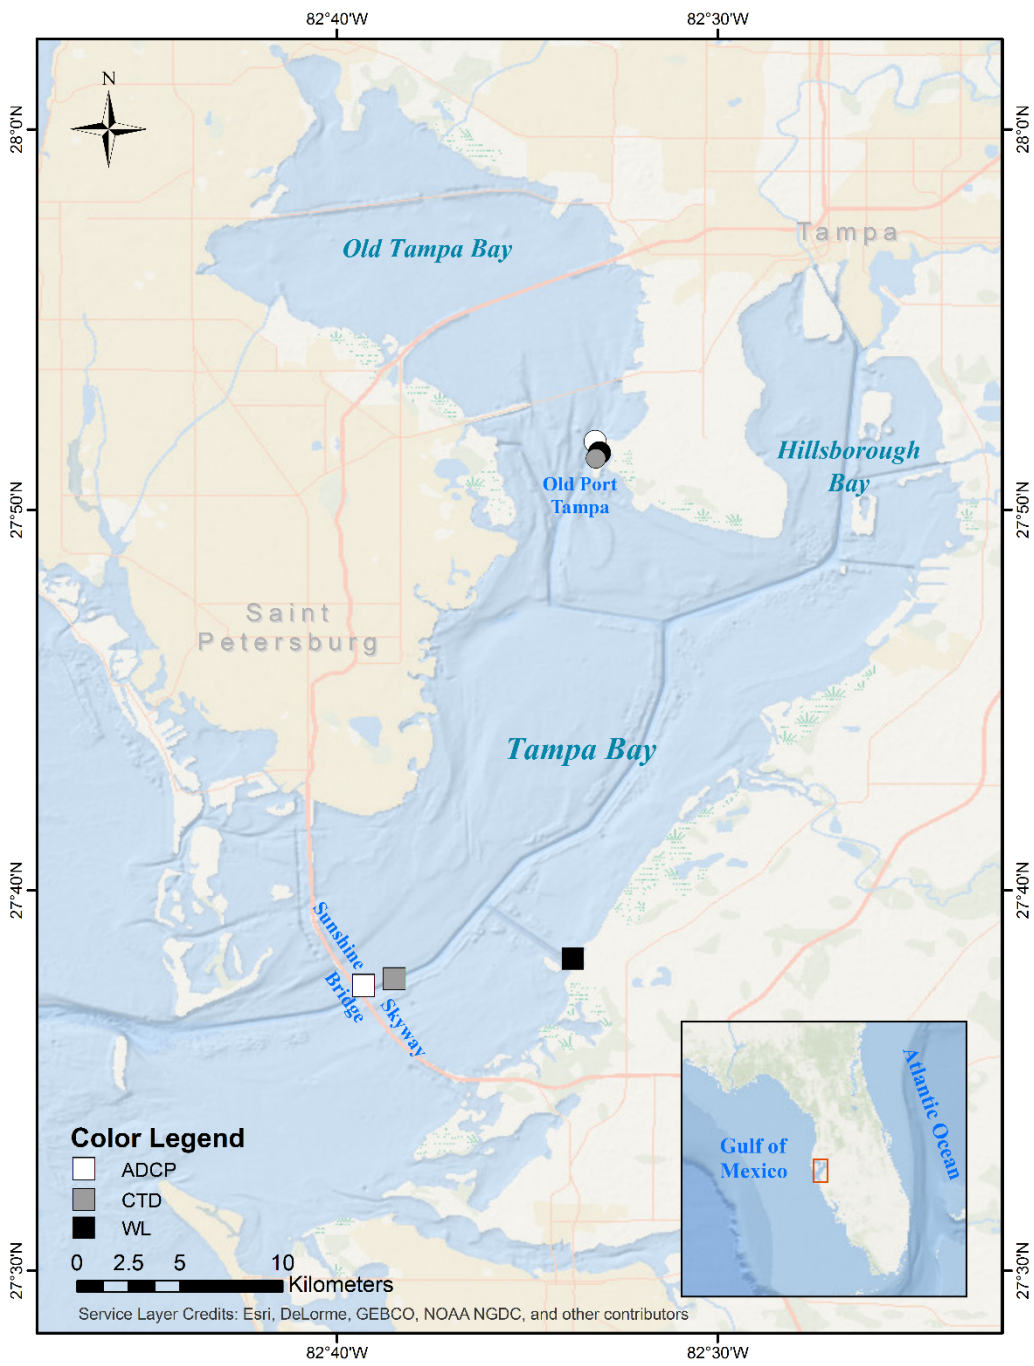 82°40'W
82°30'W
N
28°0'N
28°0'N
Old Tampa Bay
Tampa
Hillsborough
Bay
Old Port
Tampa
27°50'N
27°50'N
Saint
Petersburg
Tampa Bay
27°40'N
27°40'N
Sunshine
Skyway
Bridge
Color Legend
ADCP
CTD
WL
0 2.5 5 10
Kilometers
Gulf of
Mexico
Atlantic Ocean
27°30'N
27°30'N
Service Layer Credits: Esri, DeLorme, GEBCO, NOAA NGDC, and other contributors
82°40'W
82°30'W